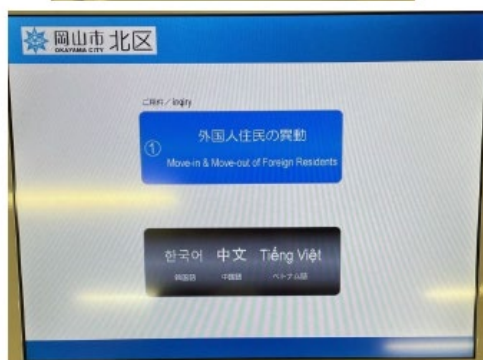 岡山市 北区
OKAYAMA CITY
ご用件／Inqiry
① 外国人住民の異動
Move-in & Move-out of Foreign Residents
한국어 中文 Tiếng Việt
韓国語 中国語 ベトナム語